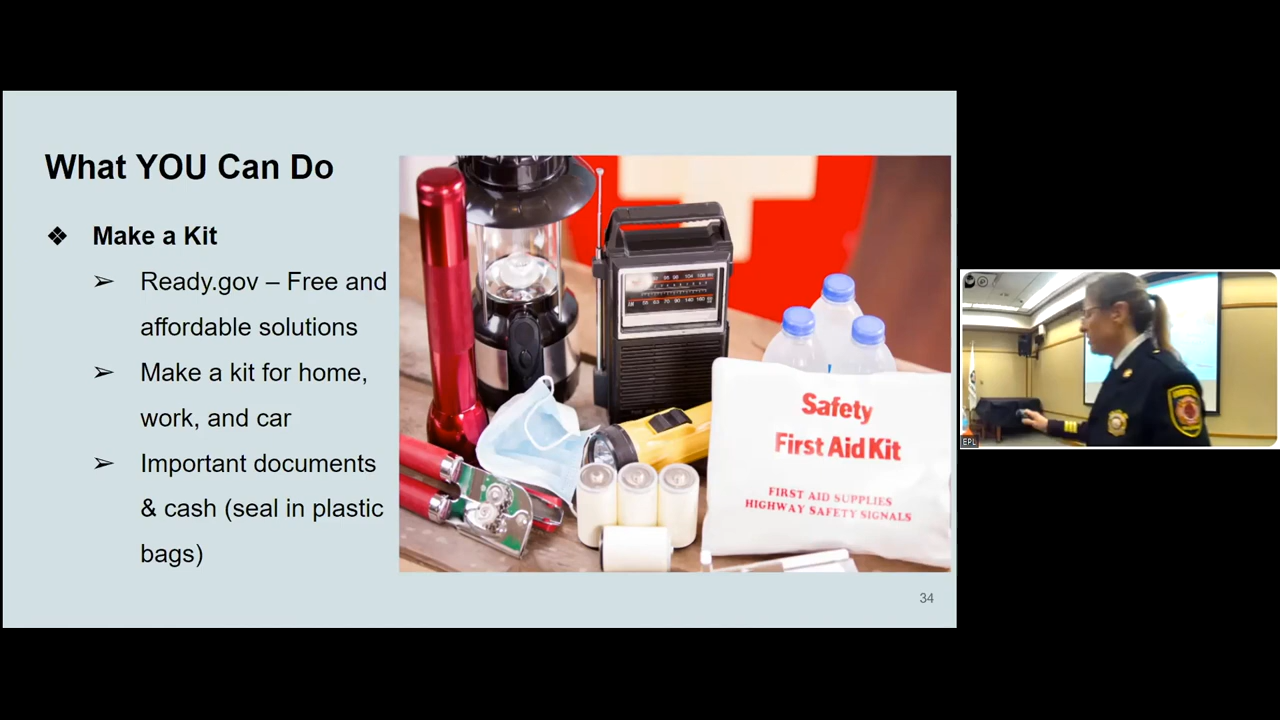 What YOU Can Do
❖ Make a Kit
➢ Ready.gov – Free and
affordable solutions
➢ Make a kit for home,
work, and car
➢ Important documents
& cash (seal in plastic
bags)
Safety
First Aid Kit
FIRST AID SUPPLIES
HIGHWAY SAFETY SIGNALS
34
EPL